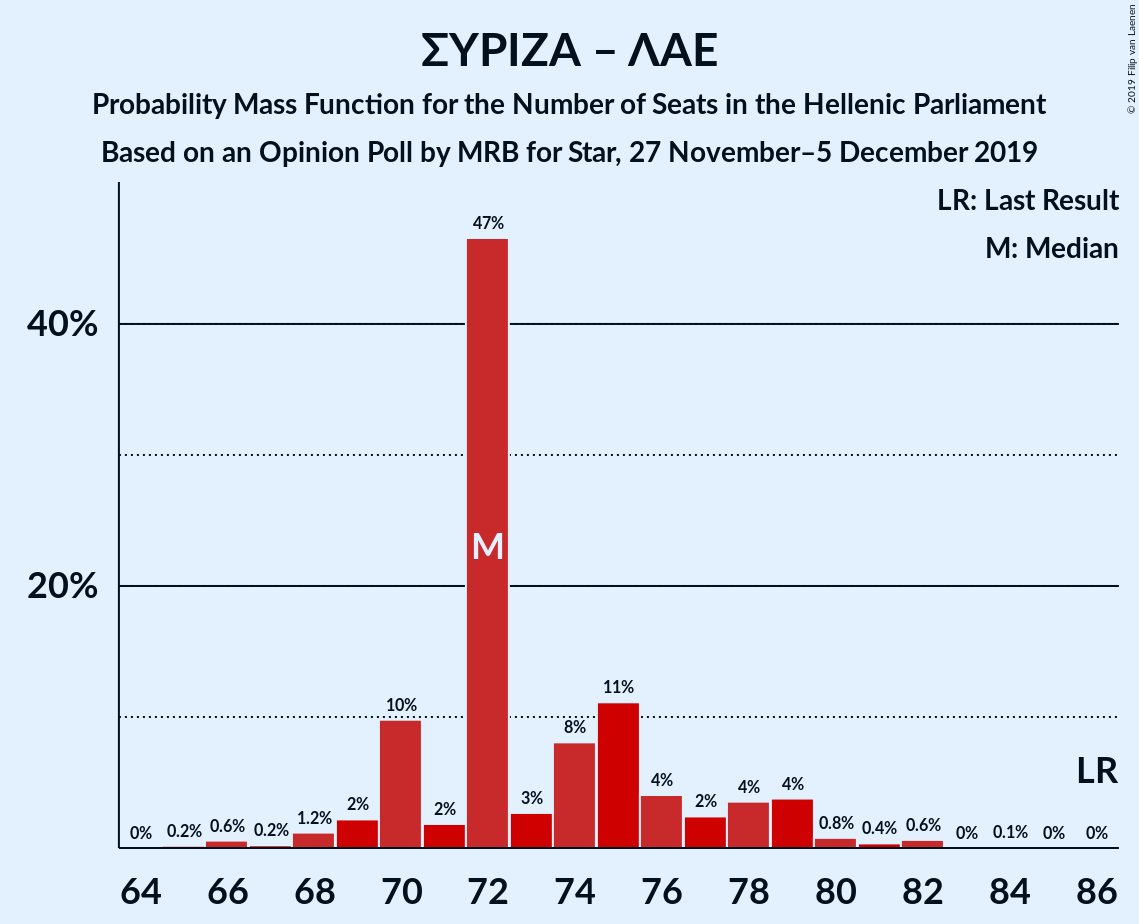 ΣΥΡΙΖΑ – ΛΑΕ
Probability Mass Function for the Number of Seats in the Hellenic Parliament
Based on an Opinion Poll by MRB for Star, 27 November–5 December 2019
© 2019 Filip van Laenen
LR: Last Result
M: Median
47%
40%
M
20%
11%
10%
8%
LR
4%
4%
4%
3%
2%
2%
2%
1.2%
0.8%
0.6%
0.6%
0.4%
0.2%
0.2%
0.1%
0%
0%
0%
0%
64 66 68 70 72 74 76 78 80 82 84 86